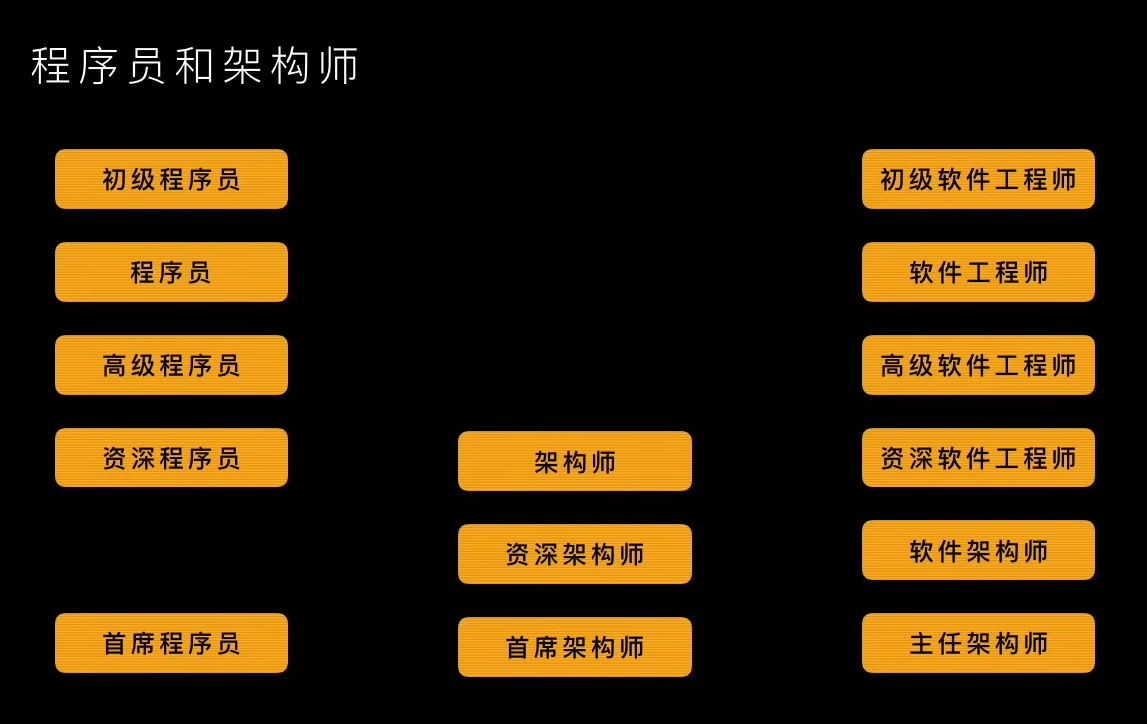 程序员和架构师
初级程序员
程序员
高级程序员
资深程序员
首席程序员
架构师
资深架构师
首席架构师
初级软件工程师
软件工程师
高级软件工程师
资深软件工程师
软件架构师
主任架构师